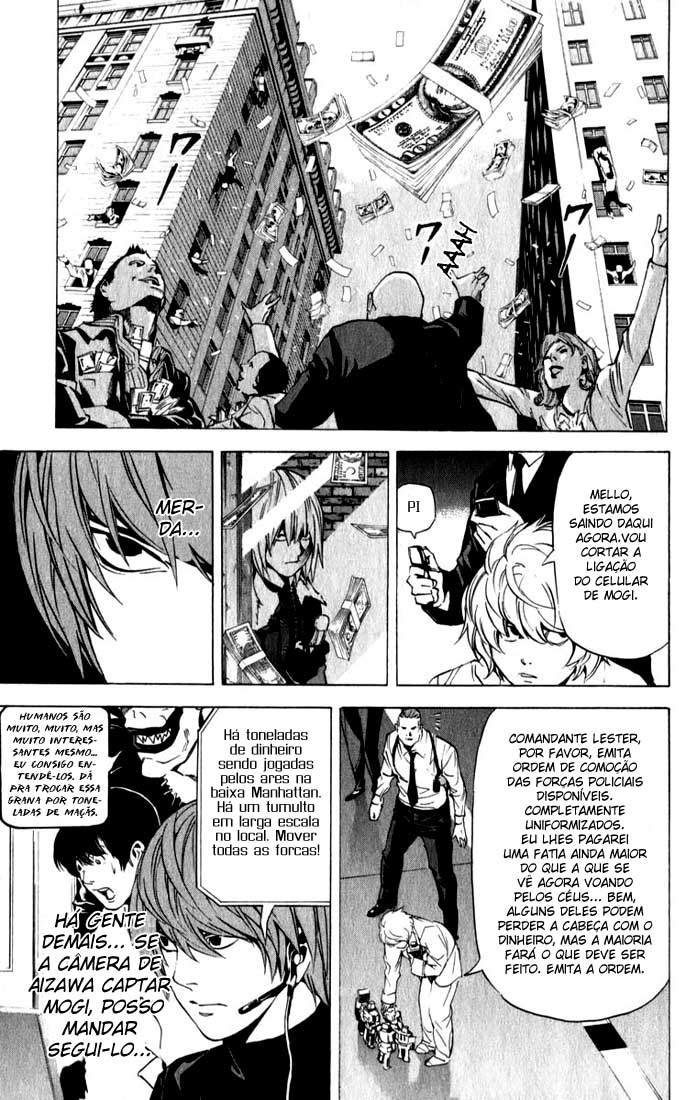 ワー
ワー
AAAH
MELLO,
ESTAMOS
SAINDO DAQUI
AGORA.VOU
CORTAR A
LIGAÇÃO
DO CELULAR
DE MOGI.
PI
MER-
DA...
COMANDANTE LESTER,
POR FAVOR, EMITA
ORDEM DE COMOÇÃO
DAS FORÇAS POLICIAIS
DISPONÍVEIS.
COMPLETAMENTE
UNIFORMIZADOS.
EU LHES PAGAREI
UMA FATIA AINDA MAIOR
DO QUE A QUE SE
VÊ AGORA VOANDO
PELOS CÉUS... BEM,
ALGUNS DELES PODEM
PERDER A CABEÇA COM O
DINHEIRO, MAS A MAIORIA
FARÁ O QUE DEVE SER
FEITO. EMITA A ORDEM.
Há toneladas
de dinheiro
sendo jogadas
pelos ares na
baixa Manhattan.
Há um tumulto
em larga escala
no local. Mover
todas as forcas!
HUMANOS SÃO
MUITO, MUITO, MAS
MUITO INTERES-
SANTES MESMO...
EU CONSIGO EN-
TENDÊ-LOS. DÁ
PRA TROCAR ESSA
GRANA POR TONE-
LADAS DE MAÇÃS.
HÁ GENTE
DEMAIS... SE
A CÂMERA DE
AIZAWA CAPTAR
MOGI, POSSO
MANDAR
SEGUI-LO...